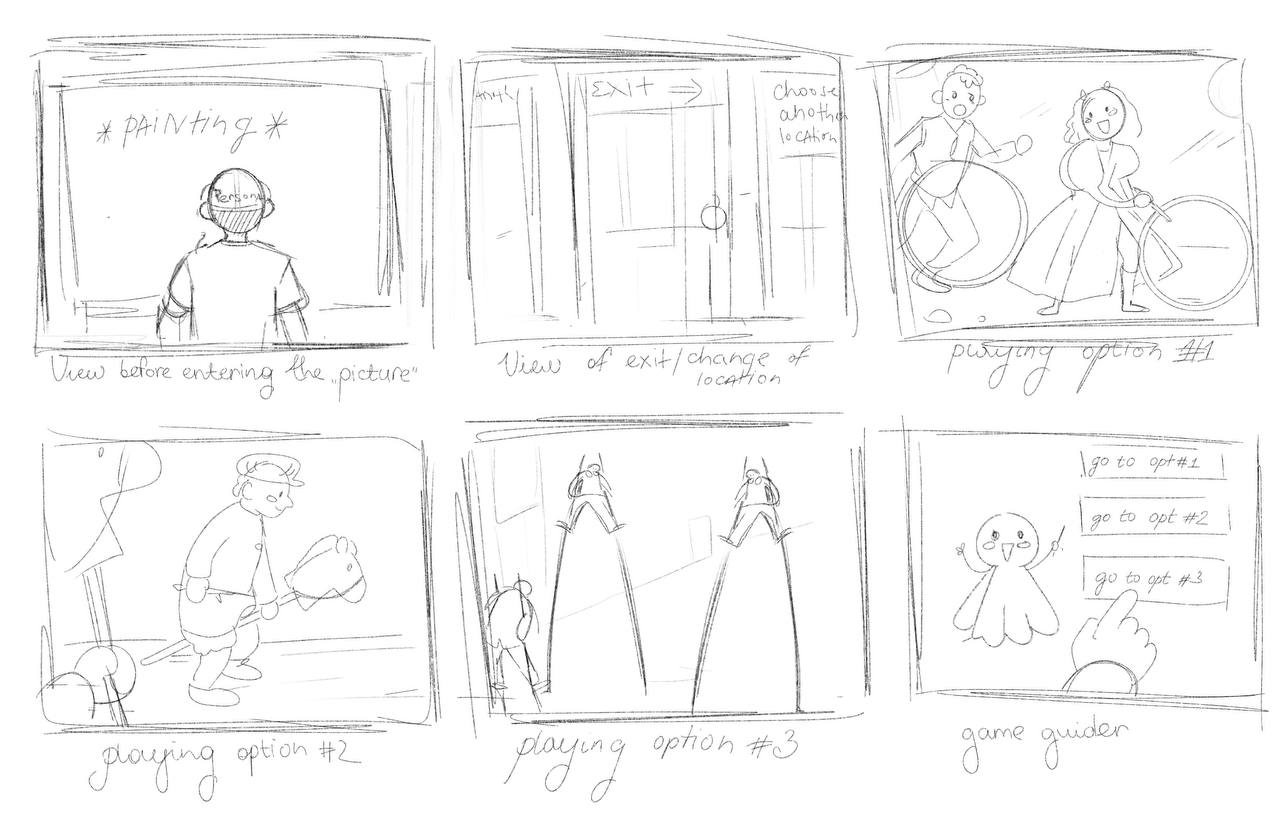 * PAINting *
Person
View before entering the „picture"
EXIT ⇒
choose
another
locAtion
View of exit/change of
locAtion
playing option #1
playing option #2
playing option #3
go to opt#1
go to opt #2
go to opt #3
game guider